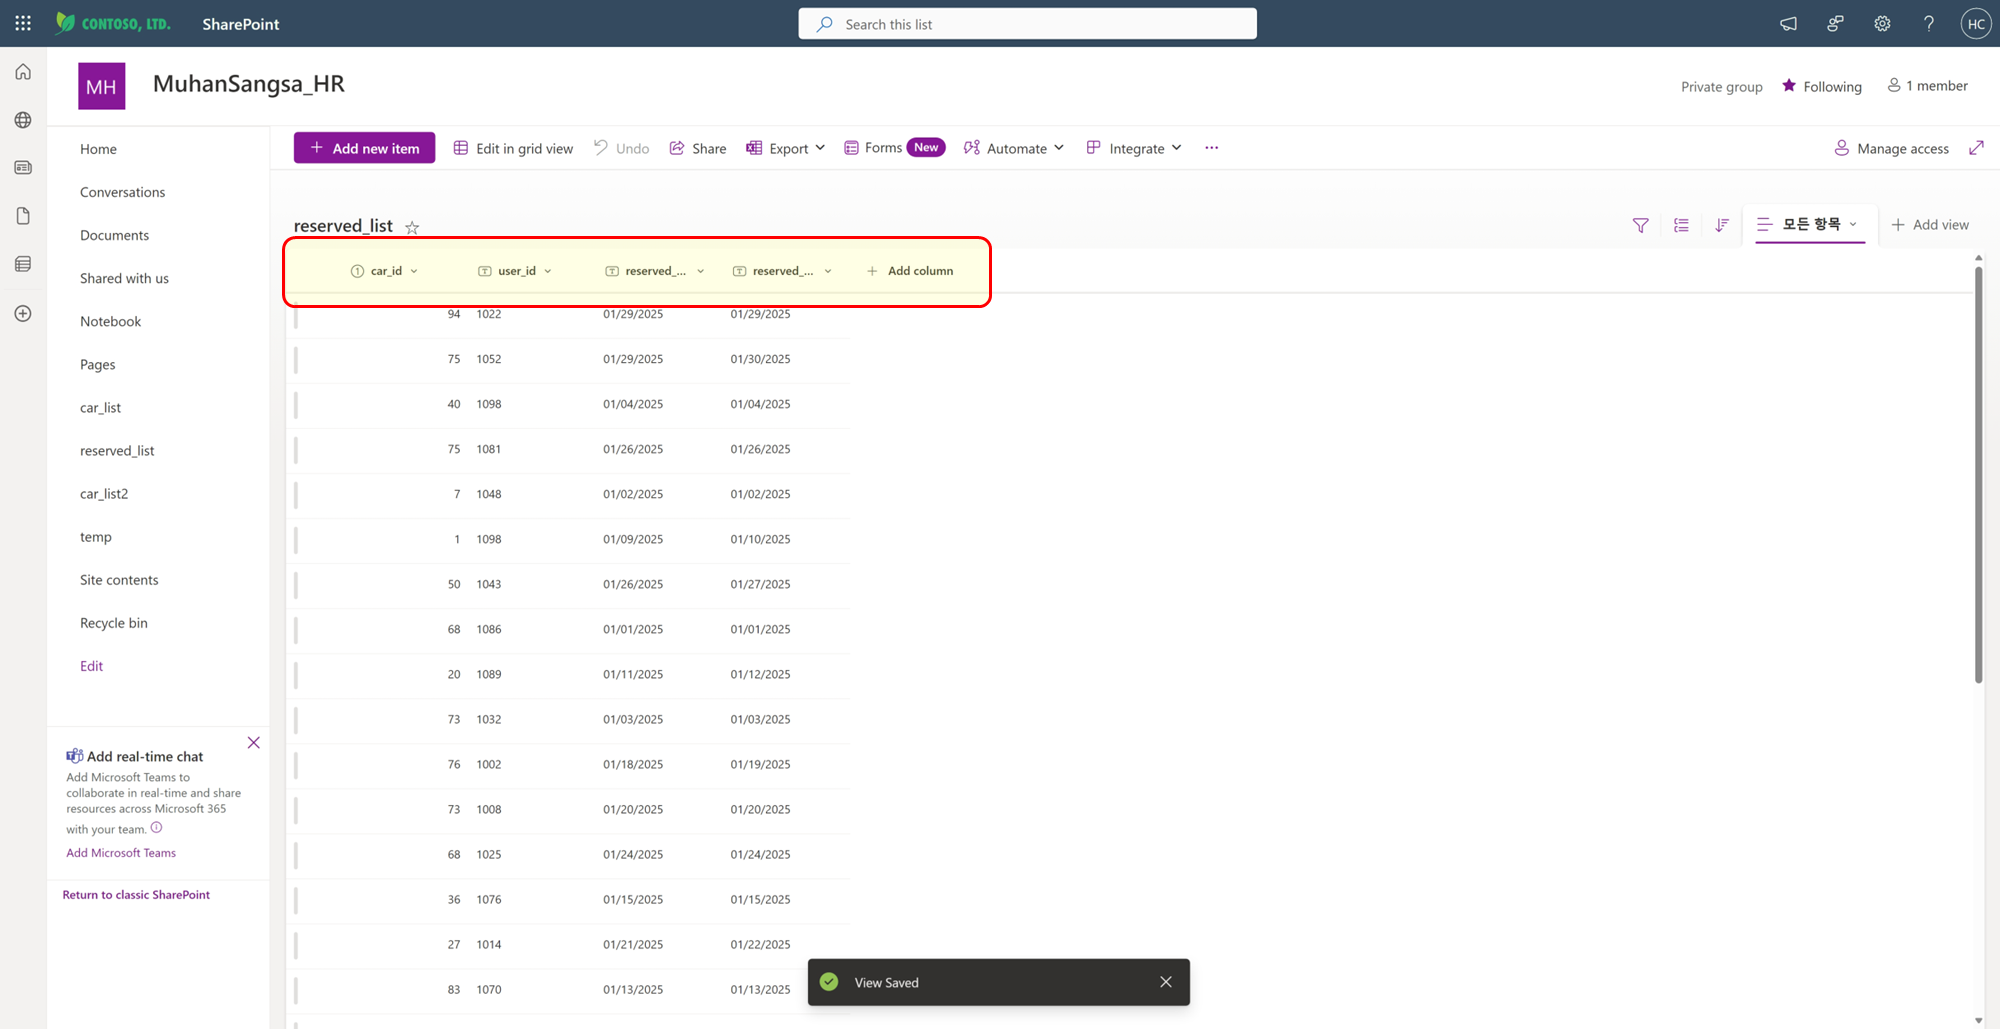 CONTOSO, LTD. SharePoint Search this list HC
MH MuhanSangsa_HR Private group Following 1 member
Home
Conversations
Documents
Shared with us
Notebook
Pages
car_list
reserved_list
car_list2
temp
Site contents
Recycle bin
Edit
Add real-time chat
Add Microsoft Teams to
collaborate in real-time and share
resources across Microsoft 365
with your team.
Add Microsoft Teams
Return to classic SharePoint
Add new item Edit in grid view Undo Share Export Forms New Automate Integrate ... Manage access
reserved_list 모든 항목 Add view
car_id user_id reserved_... reserved_... Add column
94 1022 01/29/2025 01/29/2025
75 1052 01/29/2025 01/30/2025
40 1098 01/04/2025 01/04/2025
75 1081 01/26/2025 01/26/2025
7 1048 01/02/2025 01/02/2025
1 1098 01/09/2025 01/10/2025
50 1043 01/26/2025 01/27/2025
68 1086 01/01/2025 01/01/2025
20 1089 01/11/2025 01/12/2025
73 1032 01/03/2025 01/03/2025
76 1002 01/18/2025 01/19/2025
73 1008 01/20/2025 01/20/2025
68 1025 01/24/2025 01/24/2025
36 1076 01/15/2025 01/15/2025
27 1014 01/21/2025 01/22/2025
83 1070 01/13/2025 01/13/2025
View Saved